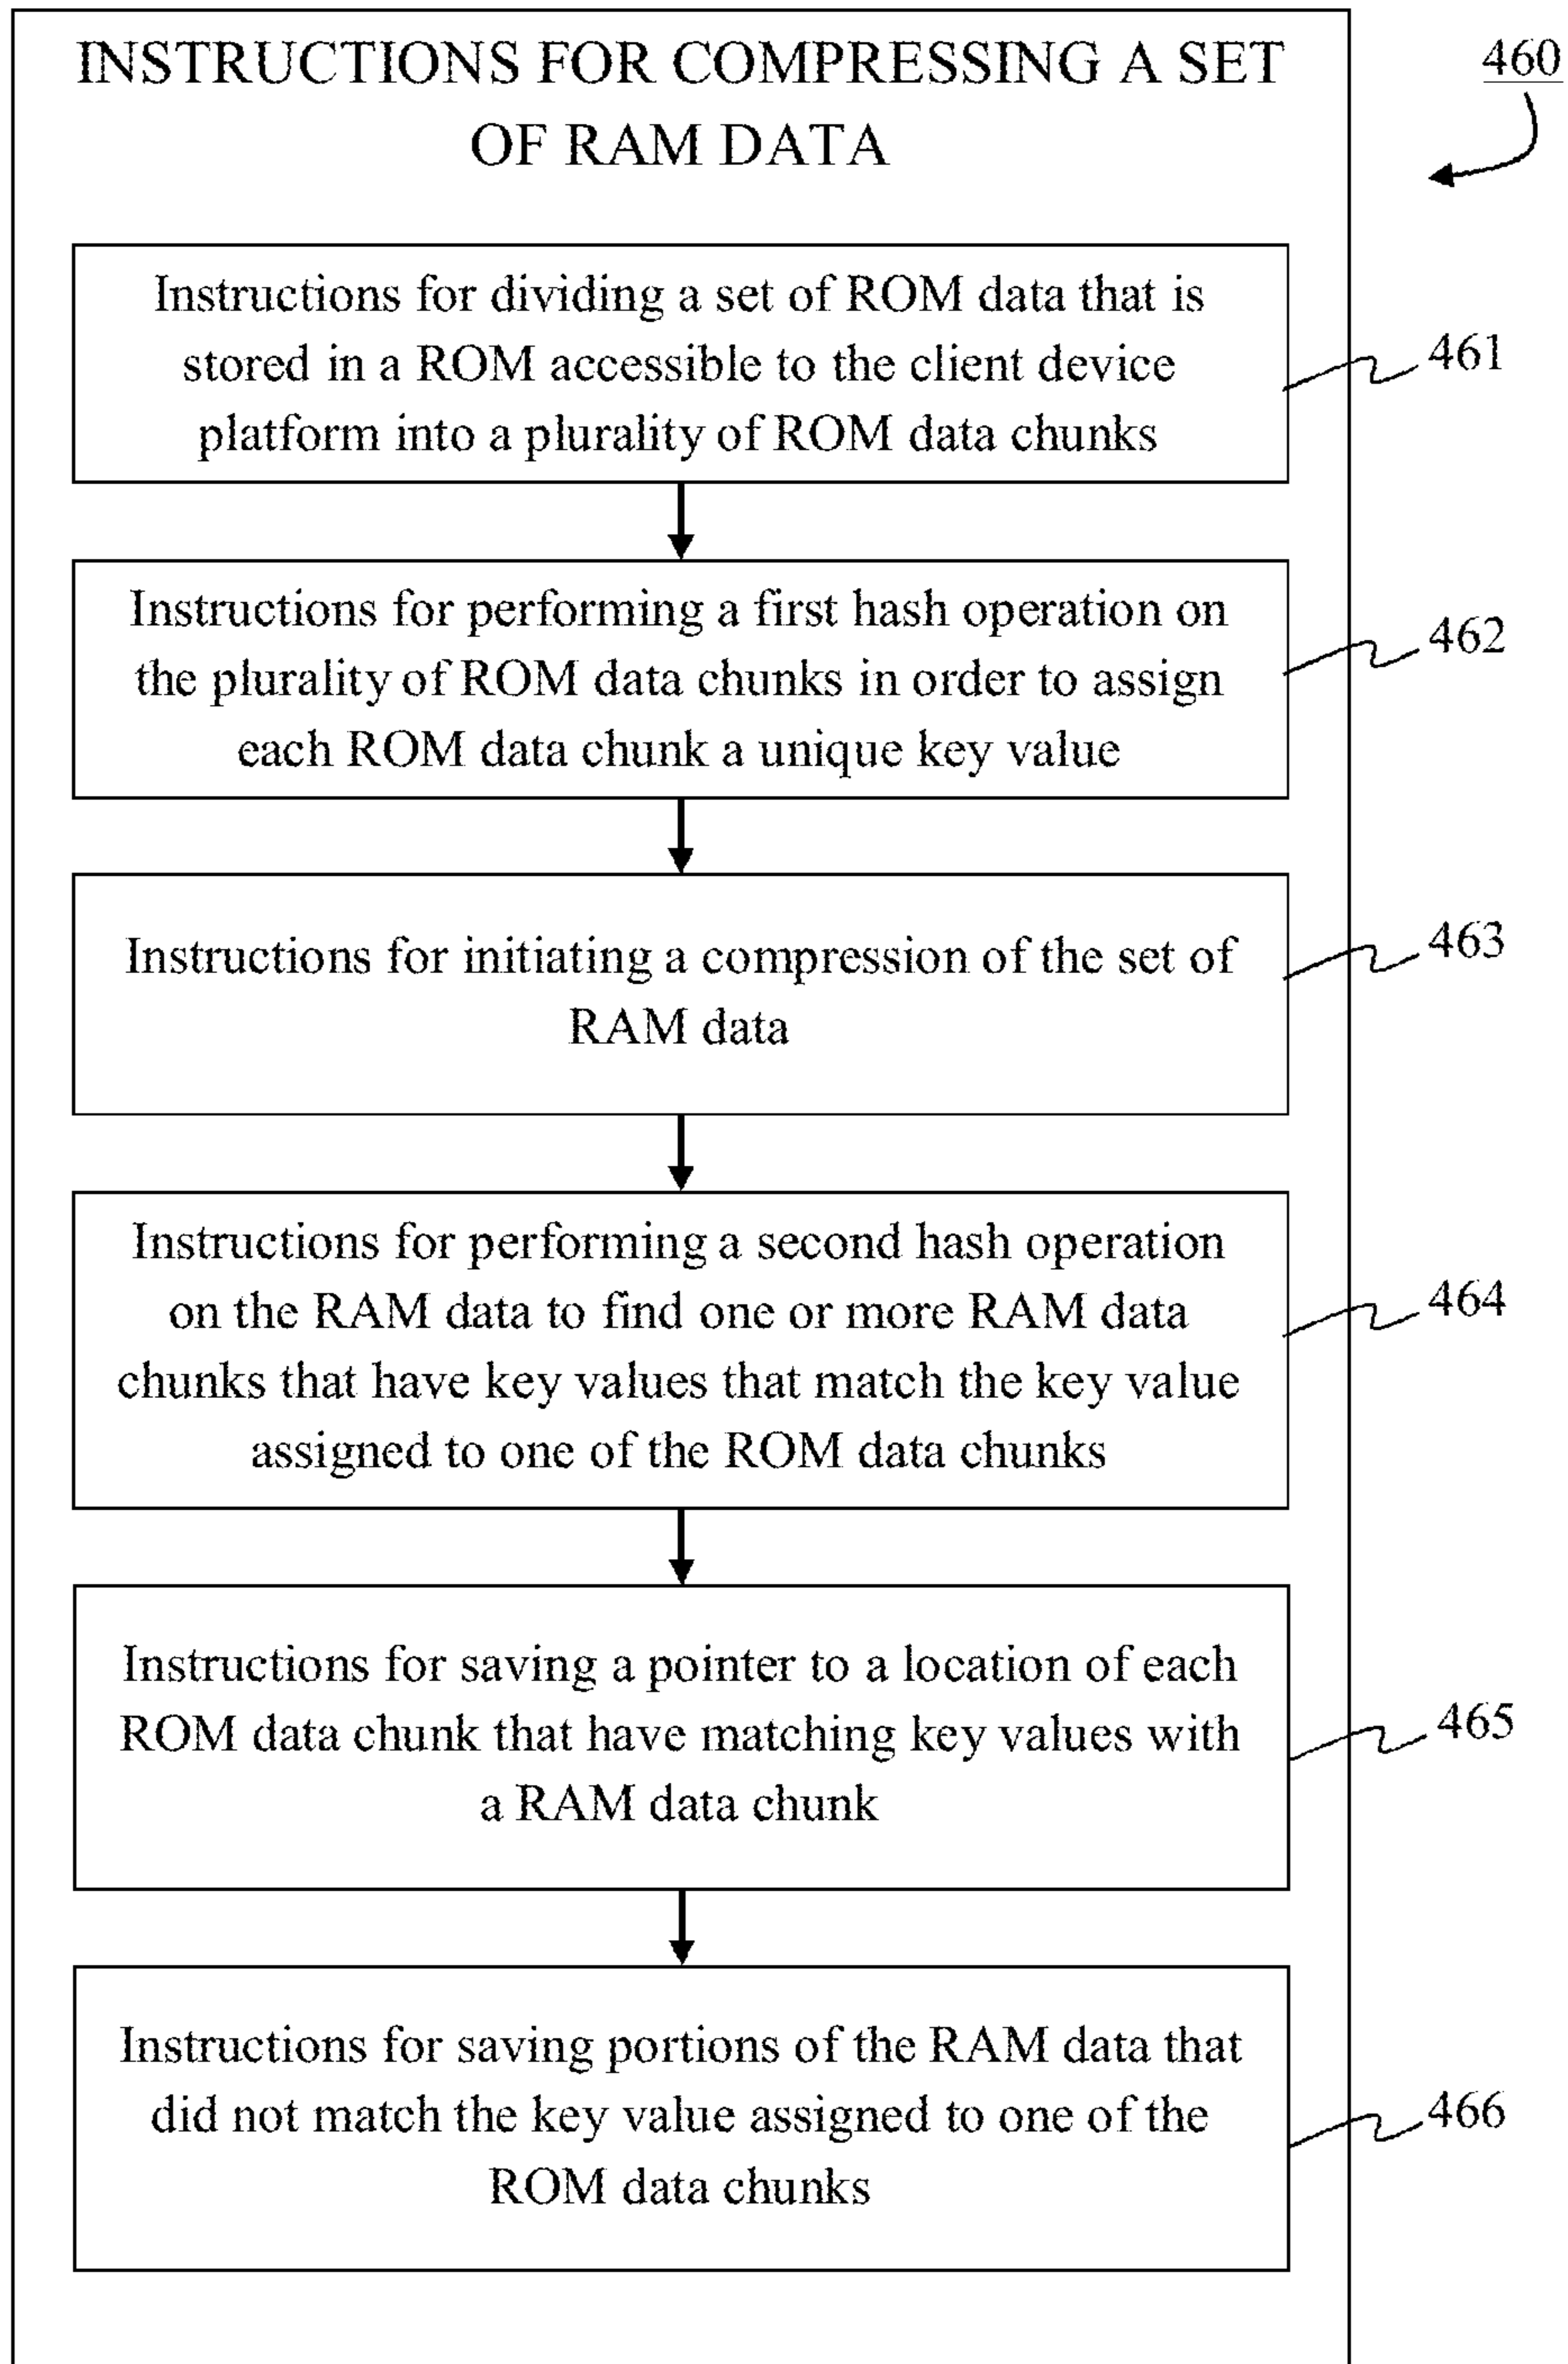 INSTRUCTIONS FOR COMPRESSING A SET
OF RAM DATA
460
Instructions for dividing a set of ROM data that is
stored in a ROM accessible to the client device
platform into a plurality of ROM data chunks
461
Instructions for performing a first hash operation on
the plurality of ROM data chunks in order to assign
each ROM data chunk a unique key value
462
Instructions for initiating a compression of the set of
RAM data
463
Instructions for performing a second hash operation
on the RAM data to find one or more RAM data
chunks that have key values that match the key value
assigned to one of the ROM data chunks
464
Instructions for saving a pointer to a location of each
ROM data chunk that have matching key values with
a RAM data chunk
465
Instructions for saving portions of the RAM data that
did not match the key value assigned to one of the
ROM data chunks
466